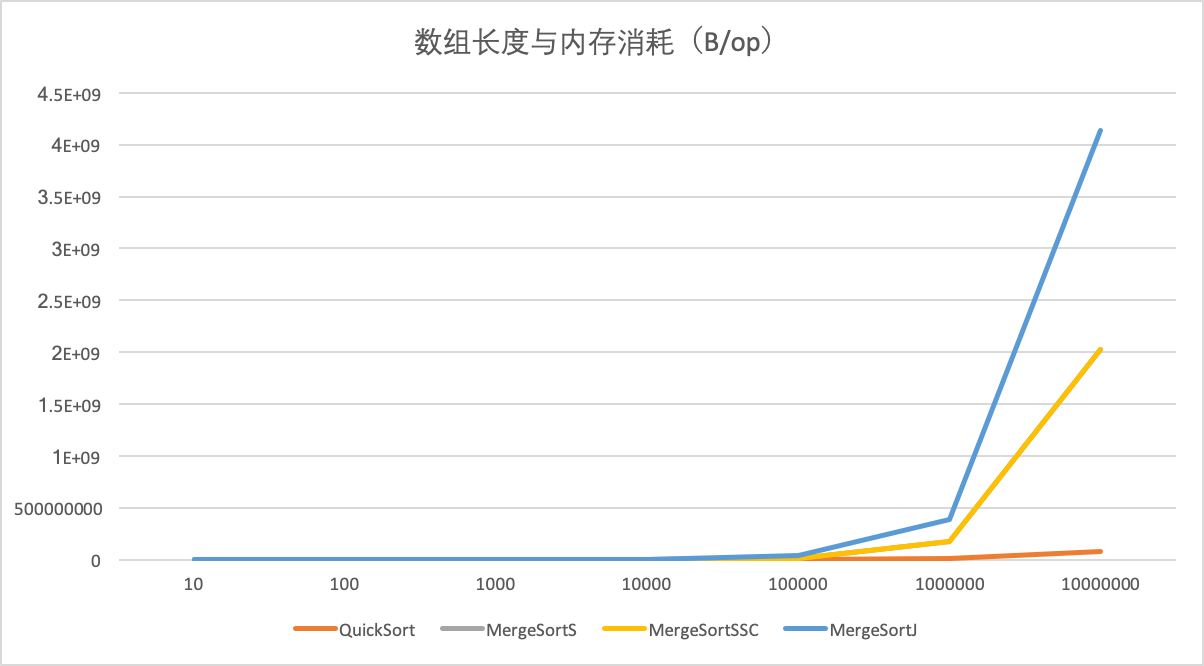 数组长度与内存消耗（B/op）
4.5E+09
4E+09
3.5E+09
3E+09
2.5E+09
2E+09
1.5E+09
1E+09
500000000
0
10 100 1000 10000 100000 1000000 10000000
QuickSort MergeSortS MergeSortSSC MergeSortJ